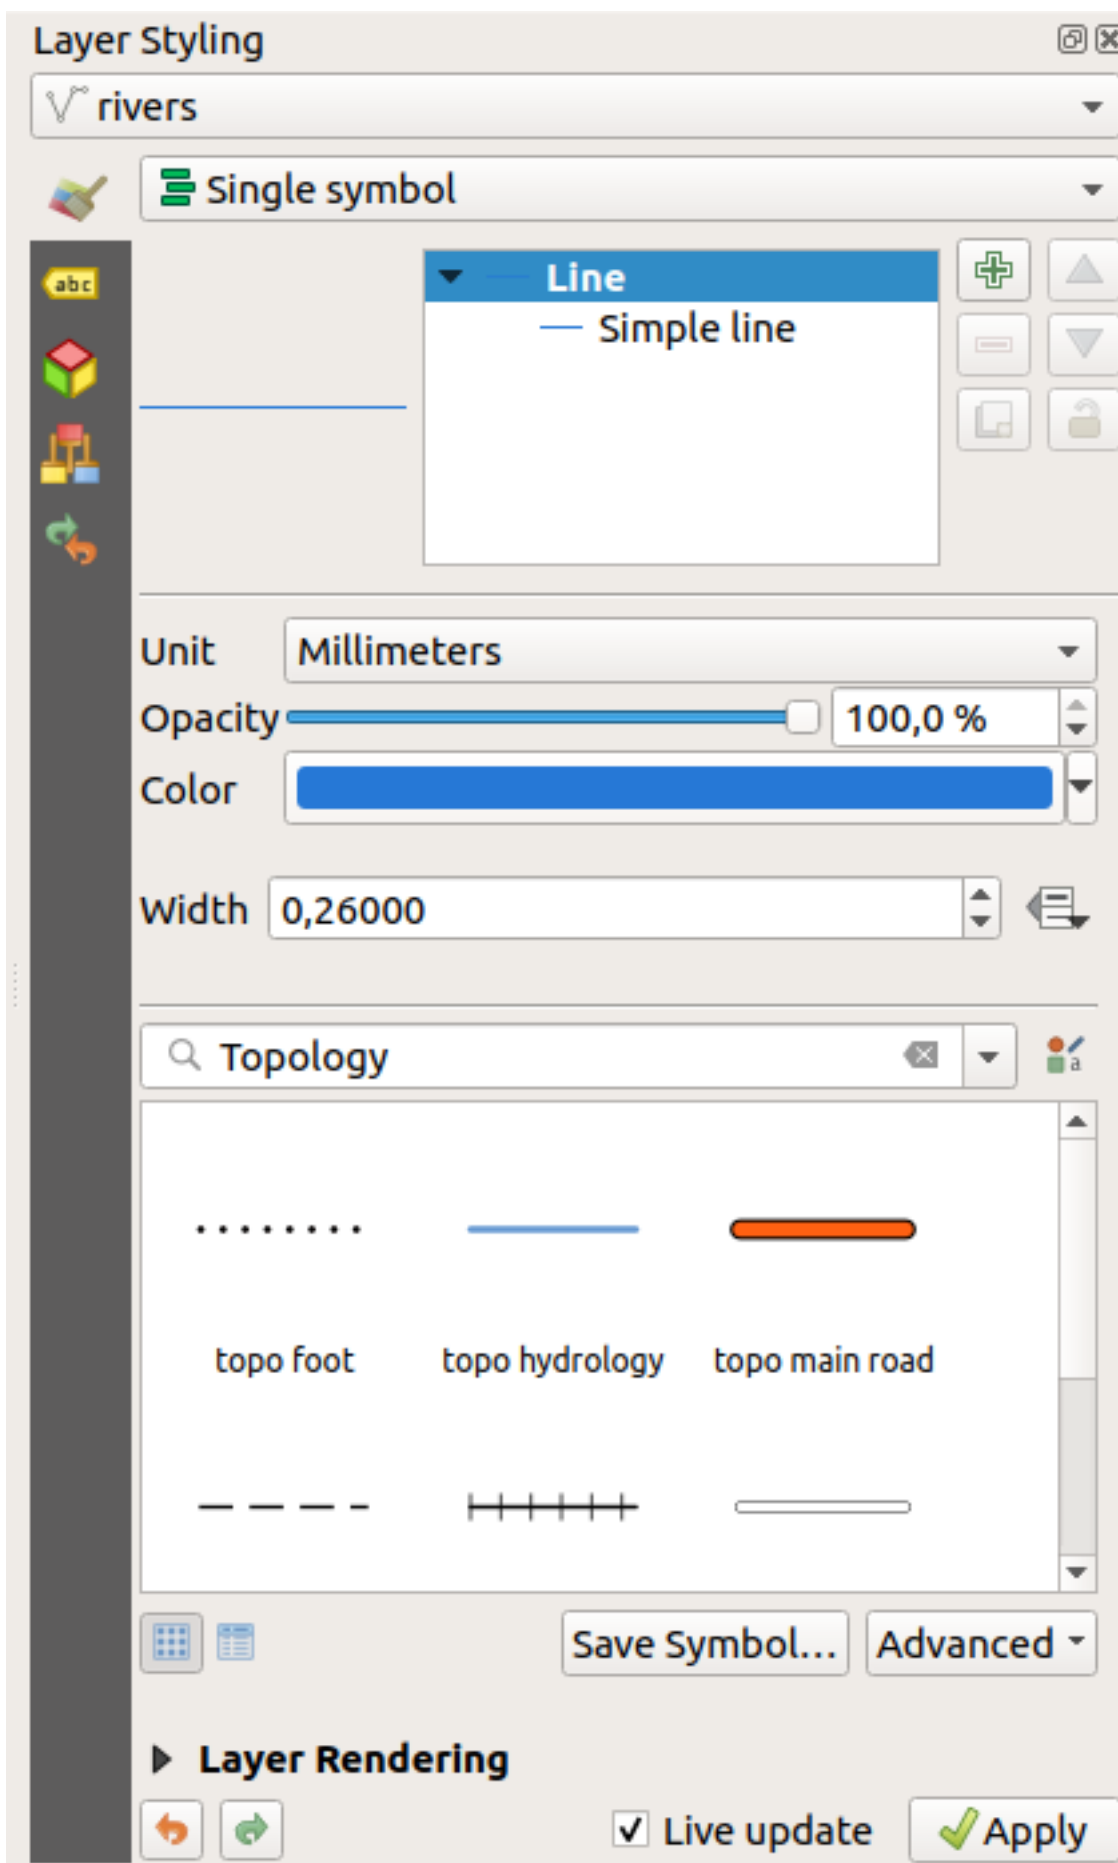 Layer Styling
rivers
Single symbol
abc
Line
Simple line
Unit
Millimeters
Opacity
100,0 %
Color
Width
0,26000
Topology
a
topo foot
topo hydrology
topo main road
Save Symbol...
Advanced
Layer Rendering
Live update
Apply